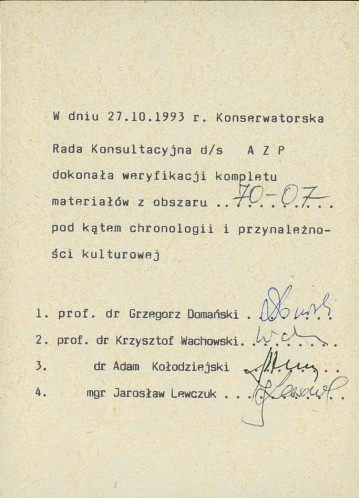 W dniu 27.10.1993 r. Konserwatorska
Rada Konsultacyjna d/s A Z P
dokonała weryfikacji kompletu
materiałów z obszaru ..70-07.....
pod kątem chronologii i przynależno-
ści kulturowej
1. prof. dr Grzegorz Domański .
2. prof. dr Krzysztof Wachowski .
3. dr Adam Kołodziejski
4. mgr Jarosław Lewczuk . . .